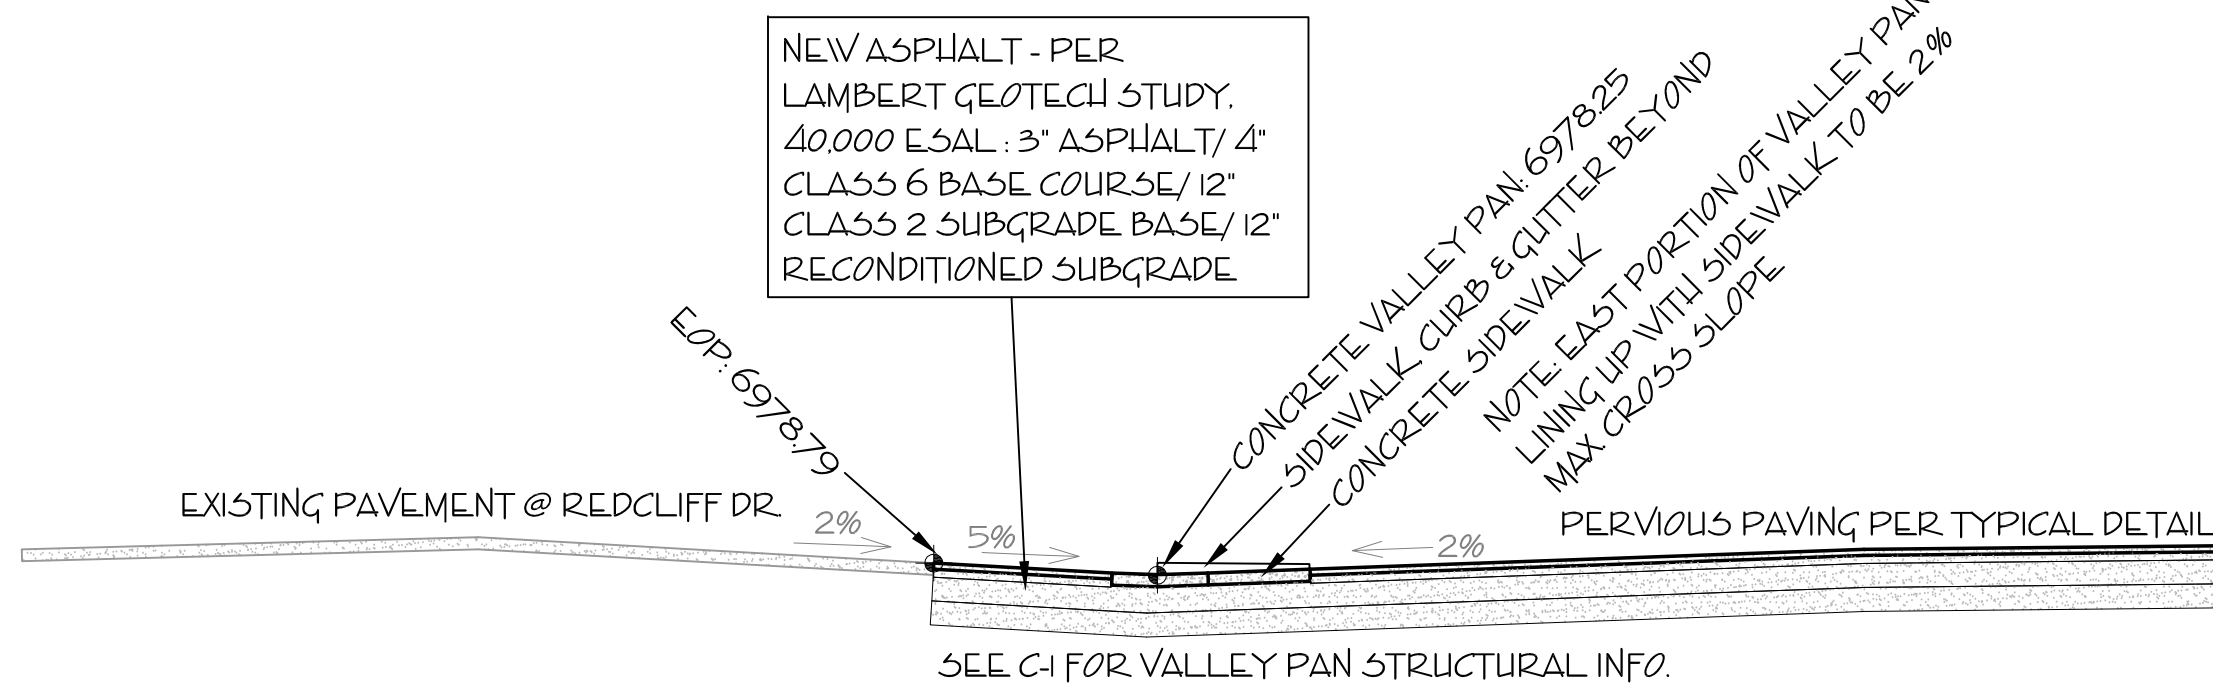 NEW ASPHALT - PER
LAMBERT GEOTECH STUDY,
40,000 ESAL : 3" ASPHALT/ 4"
CLASS 6 BASE COURSE/ 12"
CLASS 2 SUBGRADE BASE/ 12"
RECONDITIONED SUBGRADE
EOP: 6978.79
CONCRETE VALLEY PAN: 6978.25
SIDEWALK, CURB & GUTTER BEYOND
CONCRETE SIDEWALK
NOTE: EAST PORTION OF VALLEY PAN
LINING UP WITH SIDEWALK TO BE 2%
MAX. CROSS SLOPE
EXISTING PAVEMENT @ REDCLIFF DR.
2%
5%
2%
PERVIOUS PAVING PER TYPICAL DETAIL
SEE C-1 FOR VALLEY PAN STRUCTURAL INFO.